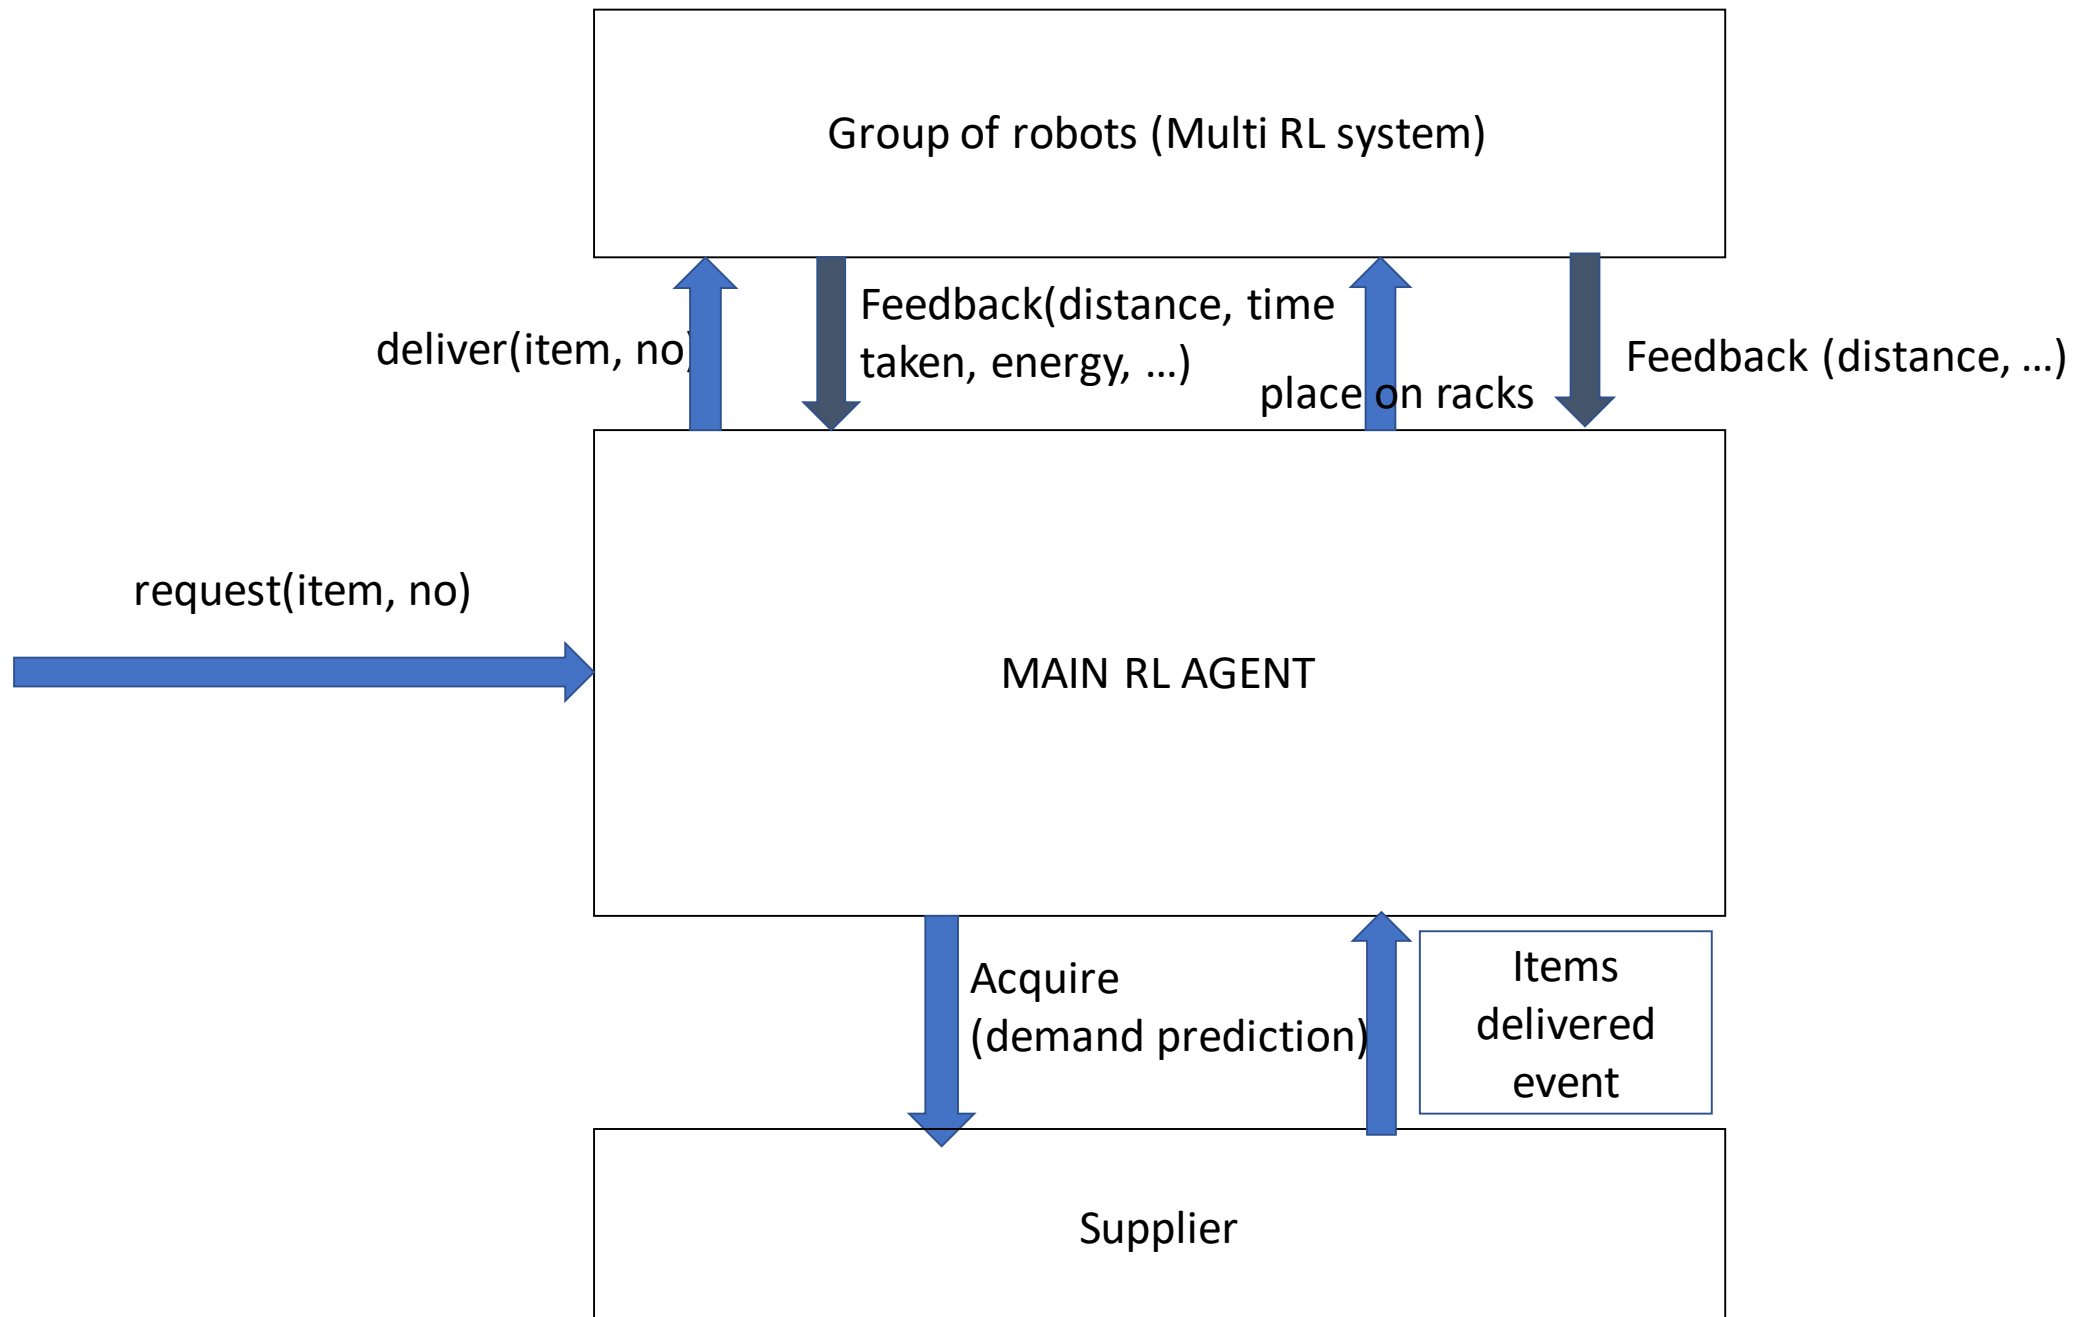 Group of robots (Multi RL system)
deliver(item, no)
Feedback(distance, time
taken, energy, ...)
place on racks
Feedback (distance, ...)
request(item, no)
MAIN RL AGENT
Acquire
(demand prediction)
Items
delivered
event
Supplier